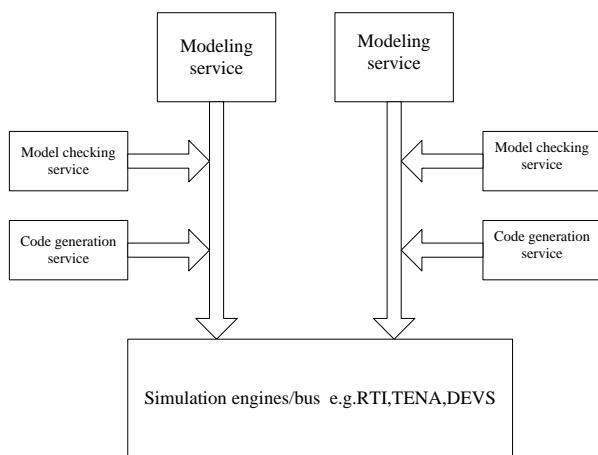 Modeling
service
Modeling
service
Model checking
service
Model checking
service
Code generation
service
Code generation
service
Simulation engines/bus e.g.RTI,TENA,DEVS